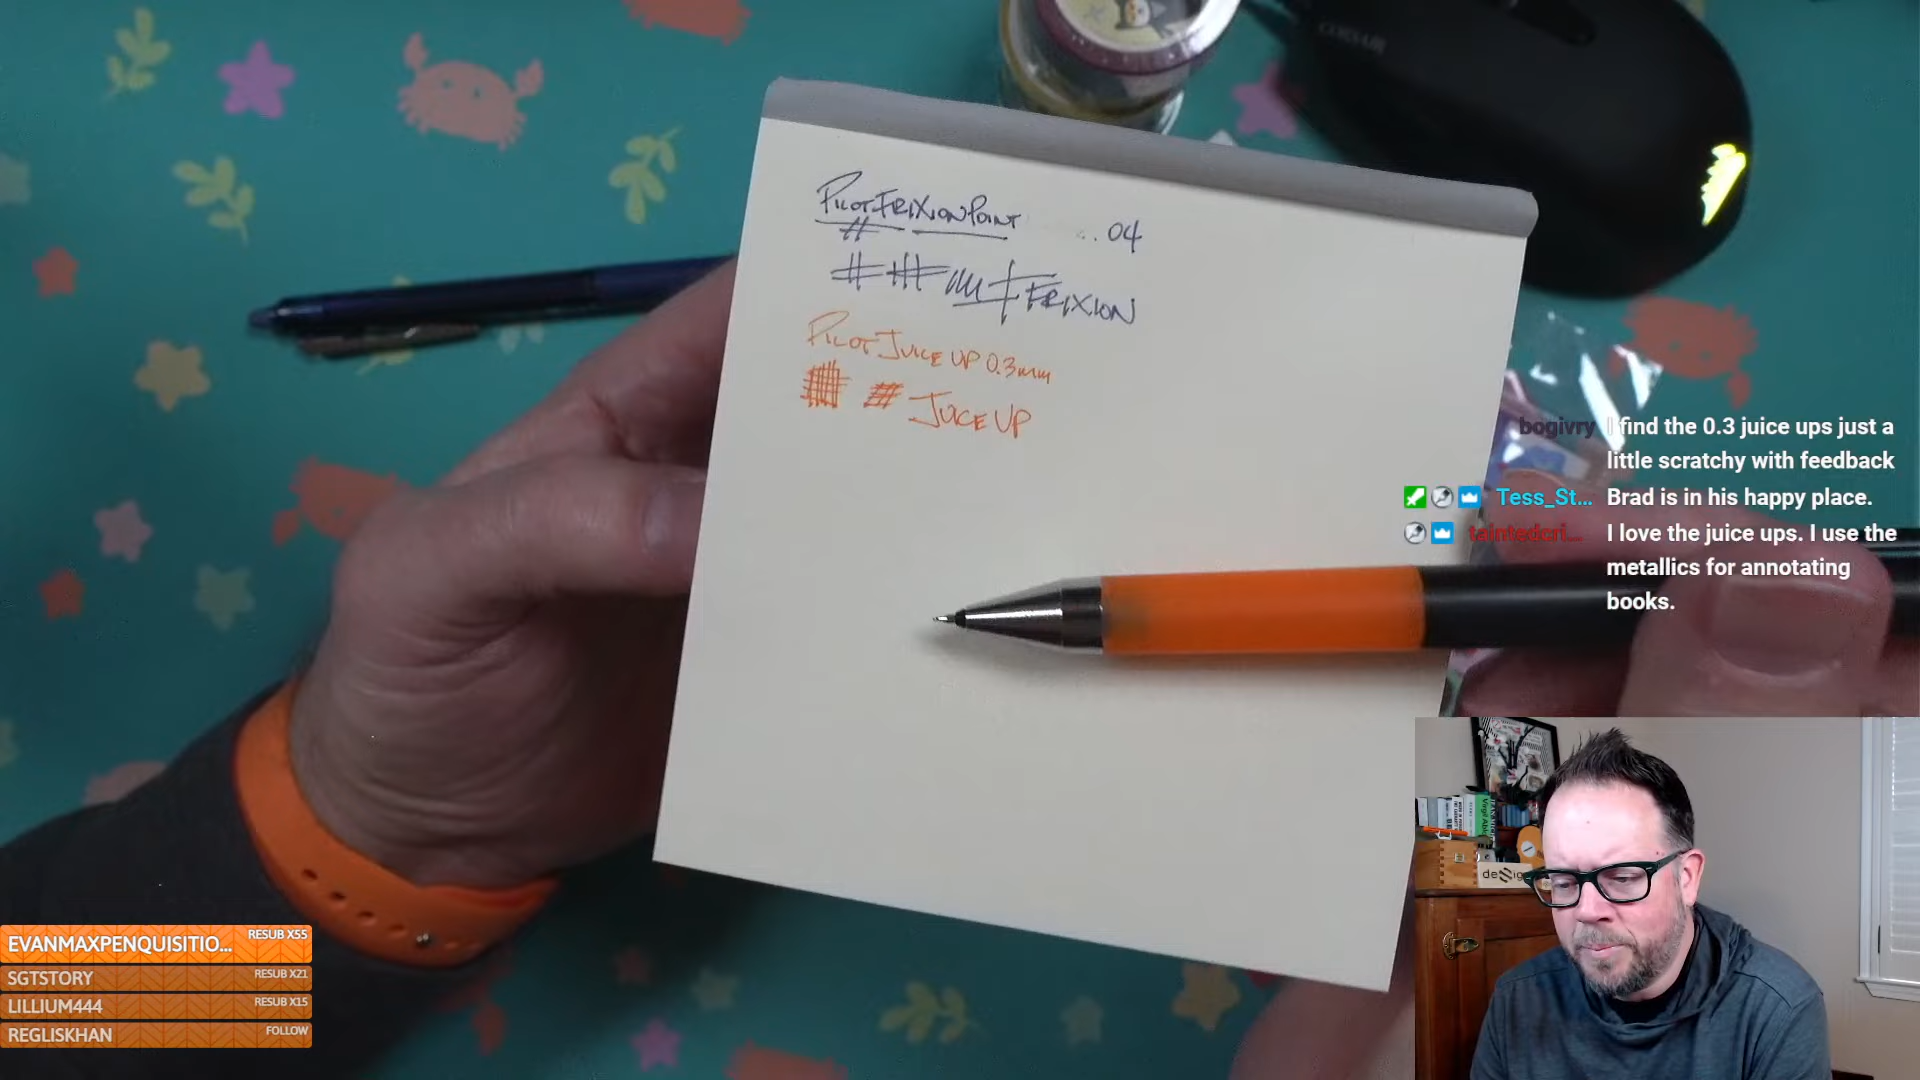 CORSAIR
PILOT FRIXION POINT ..04
# FRIXION
PILOT JUICE UP 0.3mm
JUICE UP
bogivry I find the 0.3 juice ups just a
little scratchy with feedback
Tess_St... Brad is in his happy place.
taintedcri... I love the juice ups. I use the
metallics for annotating
books.
EVANMAXPENQUISITIO... RESUB X55
SGTSTORY RESUB X21
LILLIUM444 RESUB X15
REGLISKHAN FOLLOW